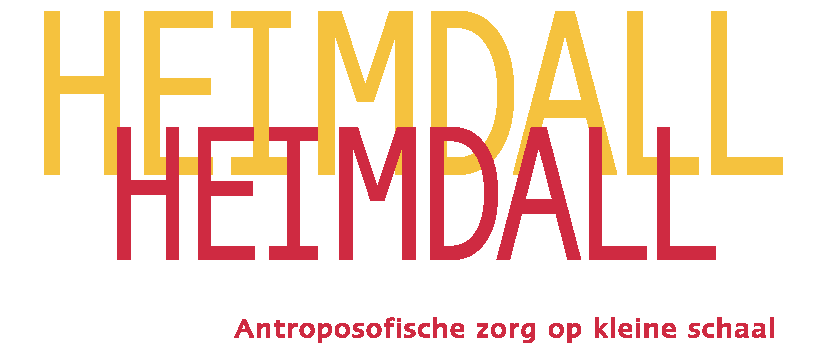 HEIMDALL
HEIMDALL
Antroposofische zorg op kleine schaal